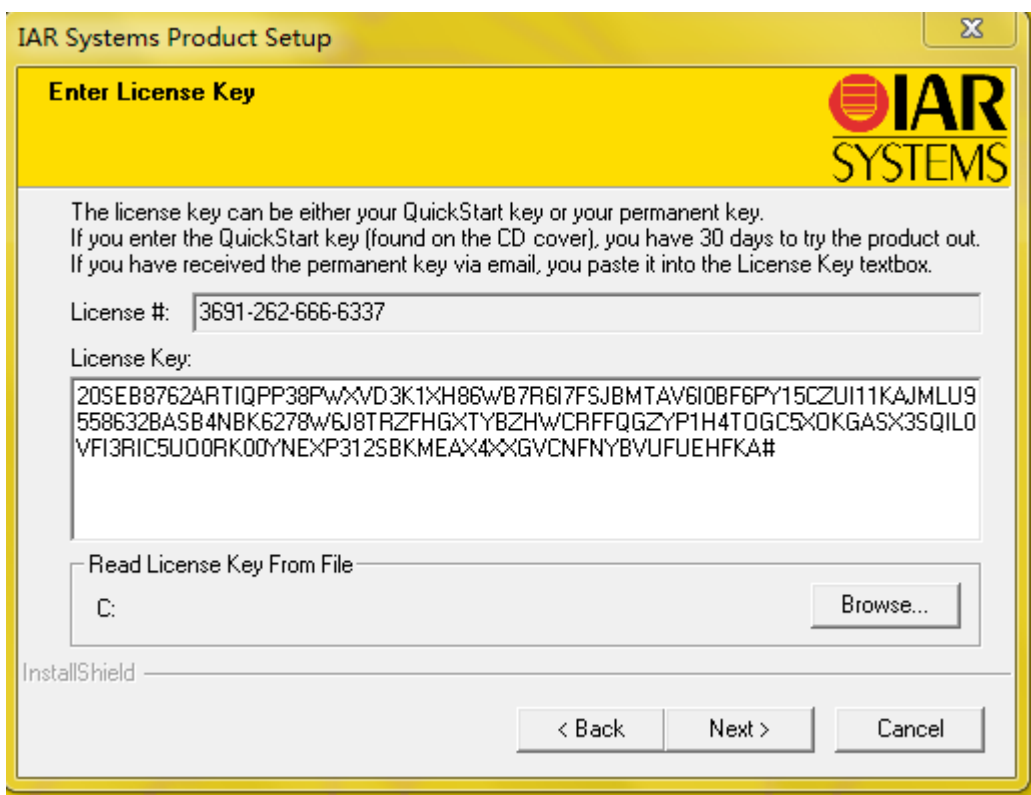 IAR Systems Product Setup
Enter License Key
IAR
SYSTEMS
The license key can be either your QuickStart key or your permanent key.
If you enter the QuickStart key (found on the CD cover), you have 30 days to try the product out.
If you have received the permanent key via email, you paste it into the License Key textbox.
License #: 3691-262-666-6337
License Key:
20SEB8762ARTIQPP38PWXVD3K1XH86WB7R6I7FSJBMTAV6I0BF6PY15CZUI11KAJMLU9
558632BASB4NBK6278W6J8TRZFHGXTYBZHWCRFFQGZYP1H4TOGC5XOKGASX3SQIL0
VFI3RIC5UO0RK00YNEXP312SBKMEAX4XXGVCNFNYBVUFUEHFKA#
Read License Key From File
C:
Browse...
InstallShield
< Back
Next >
Cancel